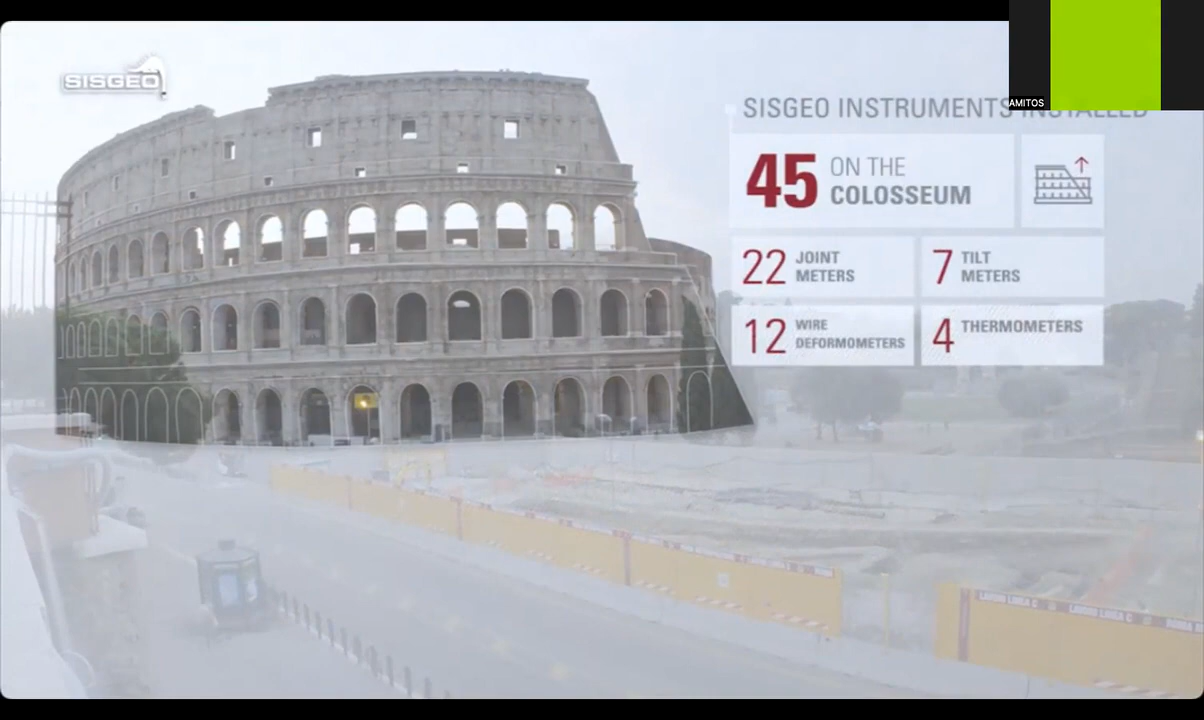 SISGEO
AMITOS
SISGEO INSTRUMENTS INSTALLED
45 ON THE
COLOSSEUM
22 JOINT
METERS
7 TILT
METERS
12 WIRE
DEFORMOMETERS
4 THERMOMETERS